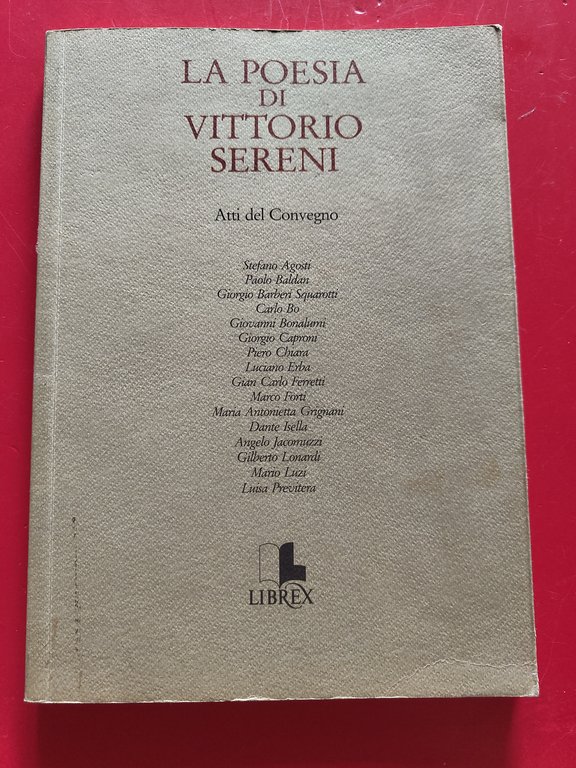 LA POESIA
DI
VITTORIO
SERENI
Atti del Convegno
Stefano Agosti
Paolo Baldan
Giorgio Barberi Squarotti
Carlo Bo
Giovanni Bonalumi
Giorgio Caproni
Piero Chiara
Luciano Erba
Gian Carlo Ferretti
Marco Forti
Maria Antonietta Grignani
Dante Isella
Angelo Jacomuzzi
Gilberto Lonardi
Mario Luzi
Luisa Previtera
LIBREX